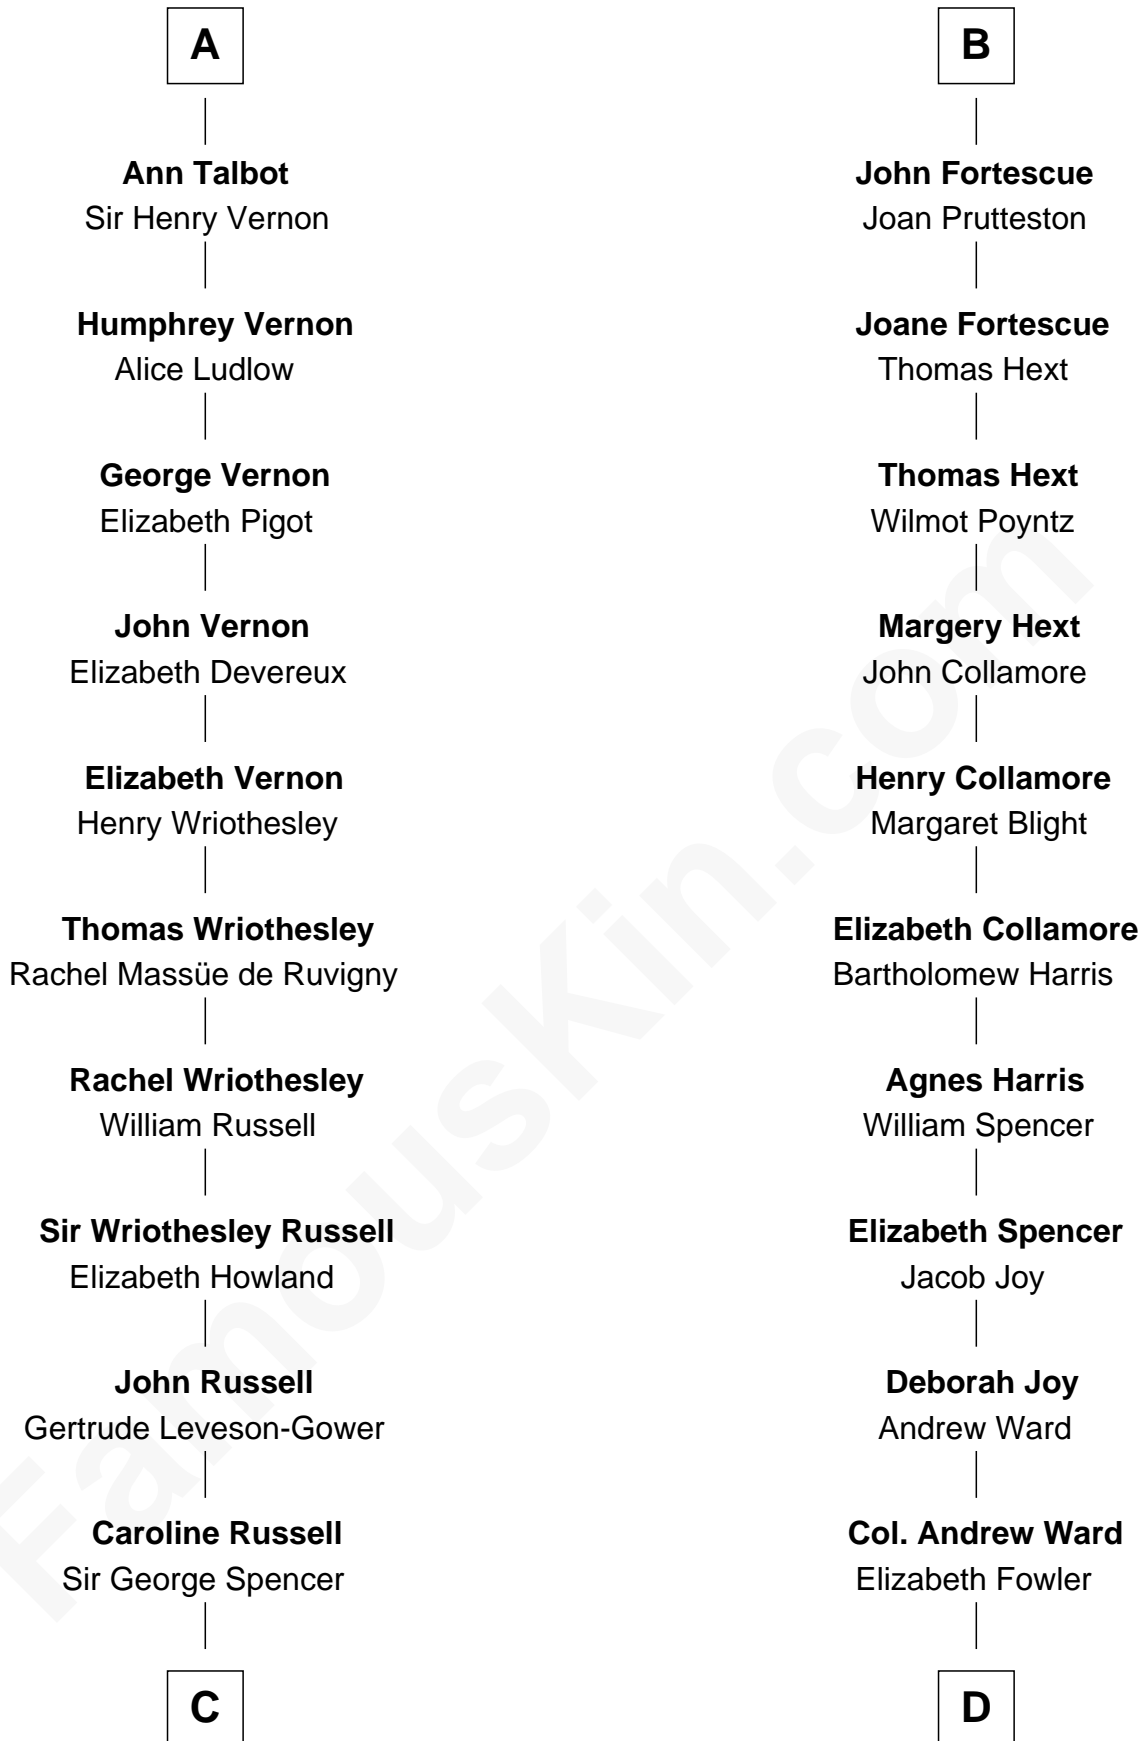 A
Ann Talbot
Sir Henry Vernon
Humphrey Vernon
Alice Ludlow
George Vernon
Elizabeth Pigot
John Vernon
Elizabeth Devereux
Elizabeth Vernon
Henry Wriothesley
Thomas Wriothesley
Rachel Massüe de Ruvigny
Rachel Wriothesley
William Russell
Sir Wriothesley Russell
Elizabeth Howland
John Russell
Gertrude Leveson-Gower
Caroline Russell
Sir George Spencer
C
B
John Fortescue
Joan Prutteston
Joane Fortescue
Thomas Hext
Thomas Hext
Wilmot Poyntz
Margery Hext
John Collamore
Henry Collamore
Margaret Blight
Elizabeth Collamore
Bartholomew Harris
Agnes Harris
William Spencer
Elizabeth Spencer
Jacob Joy
Deborah Joy
Andrew Ward
Col. Andrew Ward
Elizabeth Fowler
D
FamousKin.com